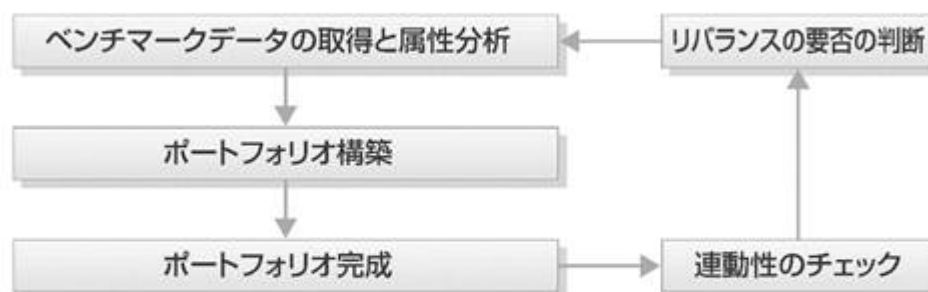 ベンチマークデータの取得と属性分析
リバランスの要否の判断
ポートフォリオ構築
ポートフォリオ完成
連動性のチェック